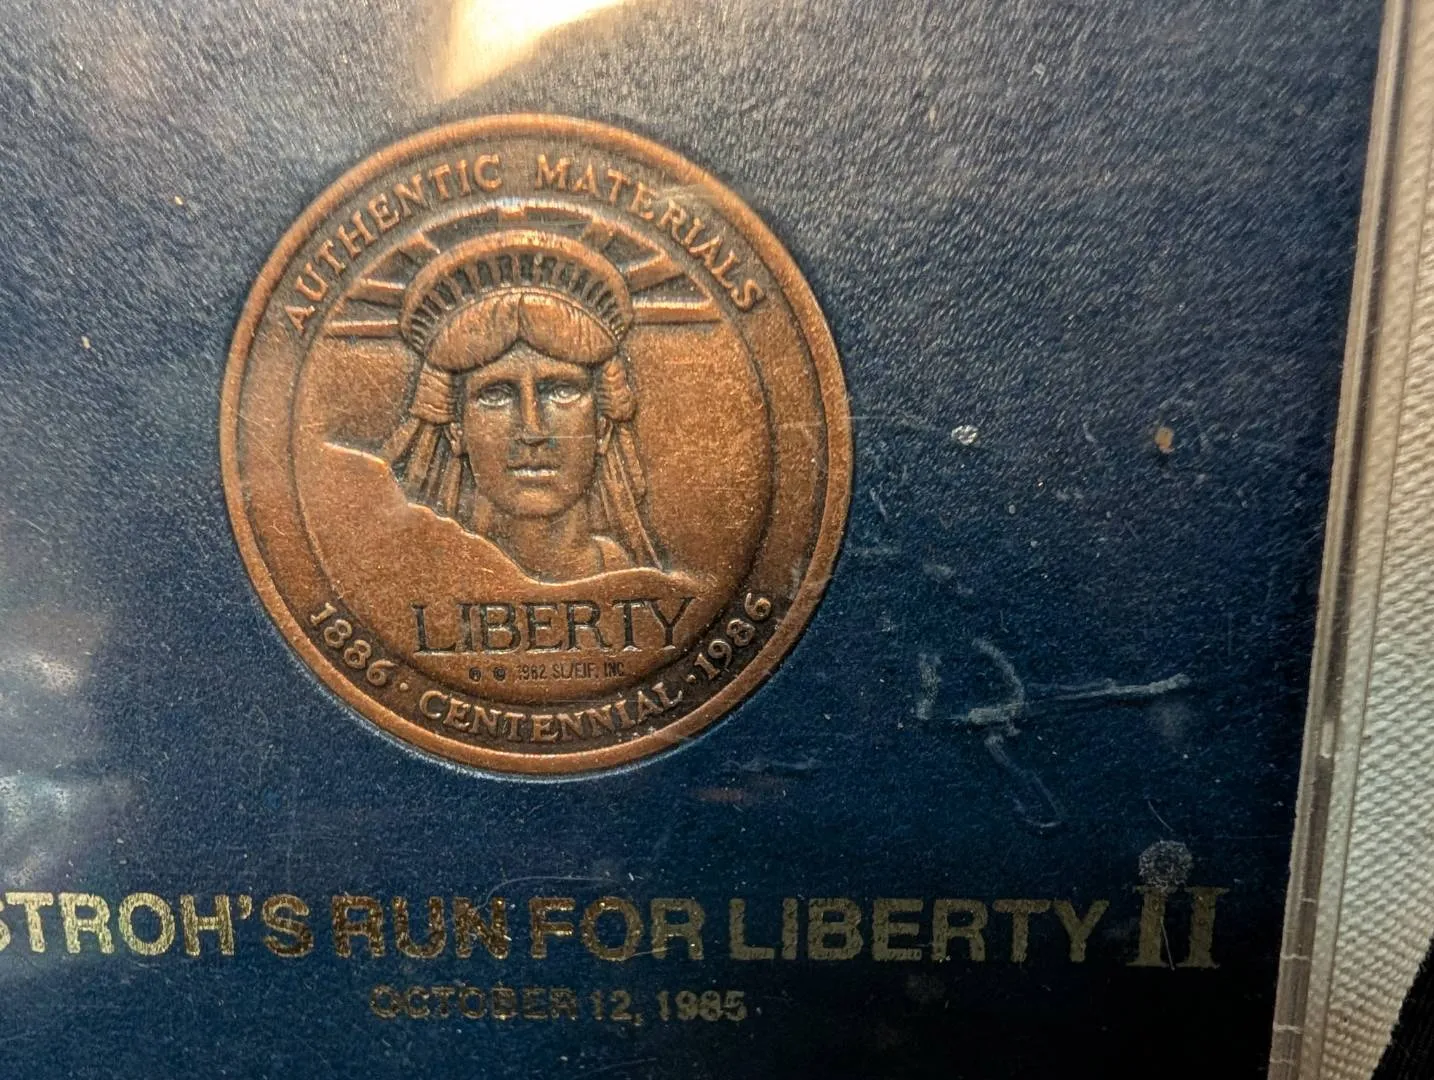 AUTHENTIC MATERIALS
LIBERTY
® © 1982 SL/EIF, INC.
1886 · CENTENNIAL · 1986
STROH'S RUN FOR LIBERTY II
OCTOBER 12, 1985